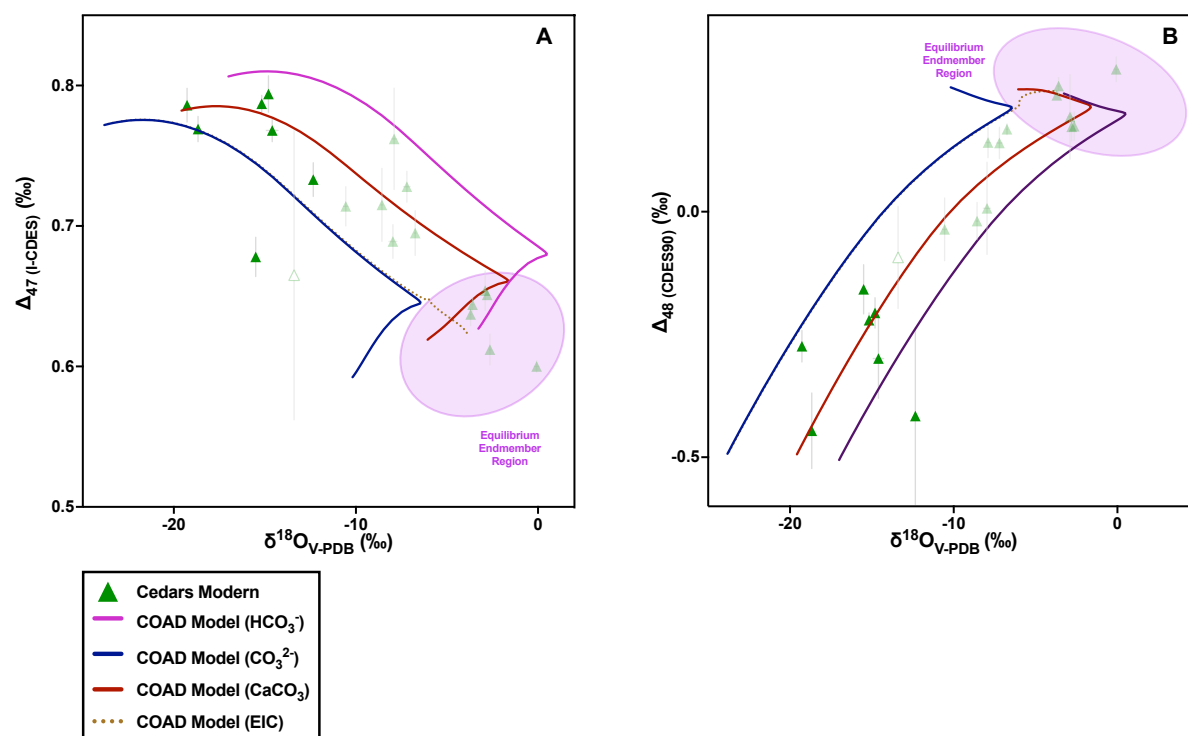 A
0.8
0.7
0.6
0.5
Δ47 (I-CDES) (‰)
-20
-10
0
δ18OV-PDB (‰)
Equilibrium
Endmember
Region
B
Equilibrium
Endmember
Region
0.0
-0.5
Δ48 (CDES90) (‰)
-20
-10
0
δ18OV-PDB (‰)
Cedars Modern
COAD Model (HCO3-)
COAD Model (CO32-)
COAD Model (CaCO3)
COAD Model (EIC)